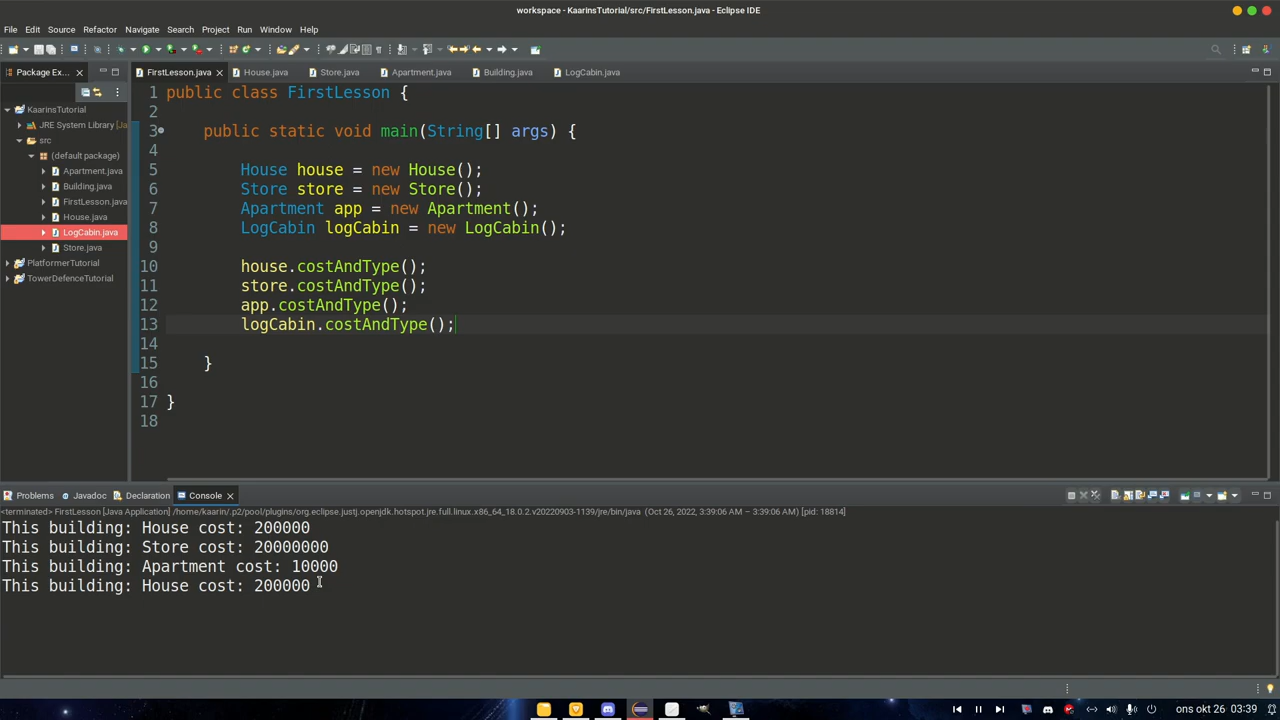 workspace - KaarinsTutorial/src/FirstLesson.java - Eclipse IDE
File Edit Source Refactor Navigate Search Project Run Window Help
Package Ex...
FirstLesson.java House.java Store.java Apartment.java Building.java LogCabin.java
KaarinsTutorial
JRE System Library [Ja
src
(default package)
Apartment.java
Building.java
FirstLesson.java
House.java
LogCabin.java
Store.java
PlatformerTutorial
TowerDefenceTutorial
1 public class FirstLesson {
2
3 public static void main(String[] args) {
4
5 House house = new House();
6 Store store = new Store();
7 Apartment app = new Apartment();
8 LogCabin logCabin = new LogCabin();
9
10 house.costAndType();
11 store.costAndType();
12 app.costAndType();
13 logCabin.costAndType();
14
15 }
16
17 }
18
Problems Javadoc Declaration Console
<terminated> FirstLesson [Java Application] /home/kaarin/.p2/pool/plugins/org.eclipse.justj.openjdk.hotspot.jre.full.linux.x86_64_18.0.2.v20220903-1139/jre/bin/java (Oct 26, 2022, 3:39:06 AM – 3:39:06 AM) [pid: 18814]
This building: House cost: 200000
This building: Store cost: 20000000
This building: Apartment cost: 10000
This building: House cost: 200000
ons okt 26 03:39